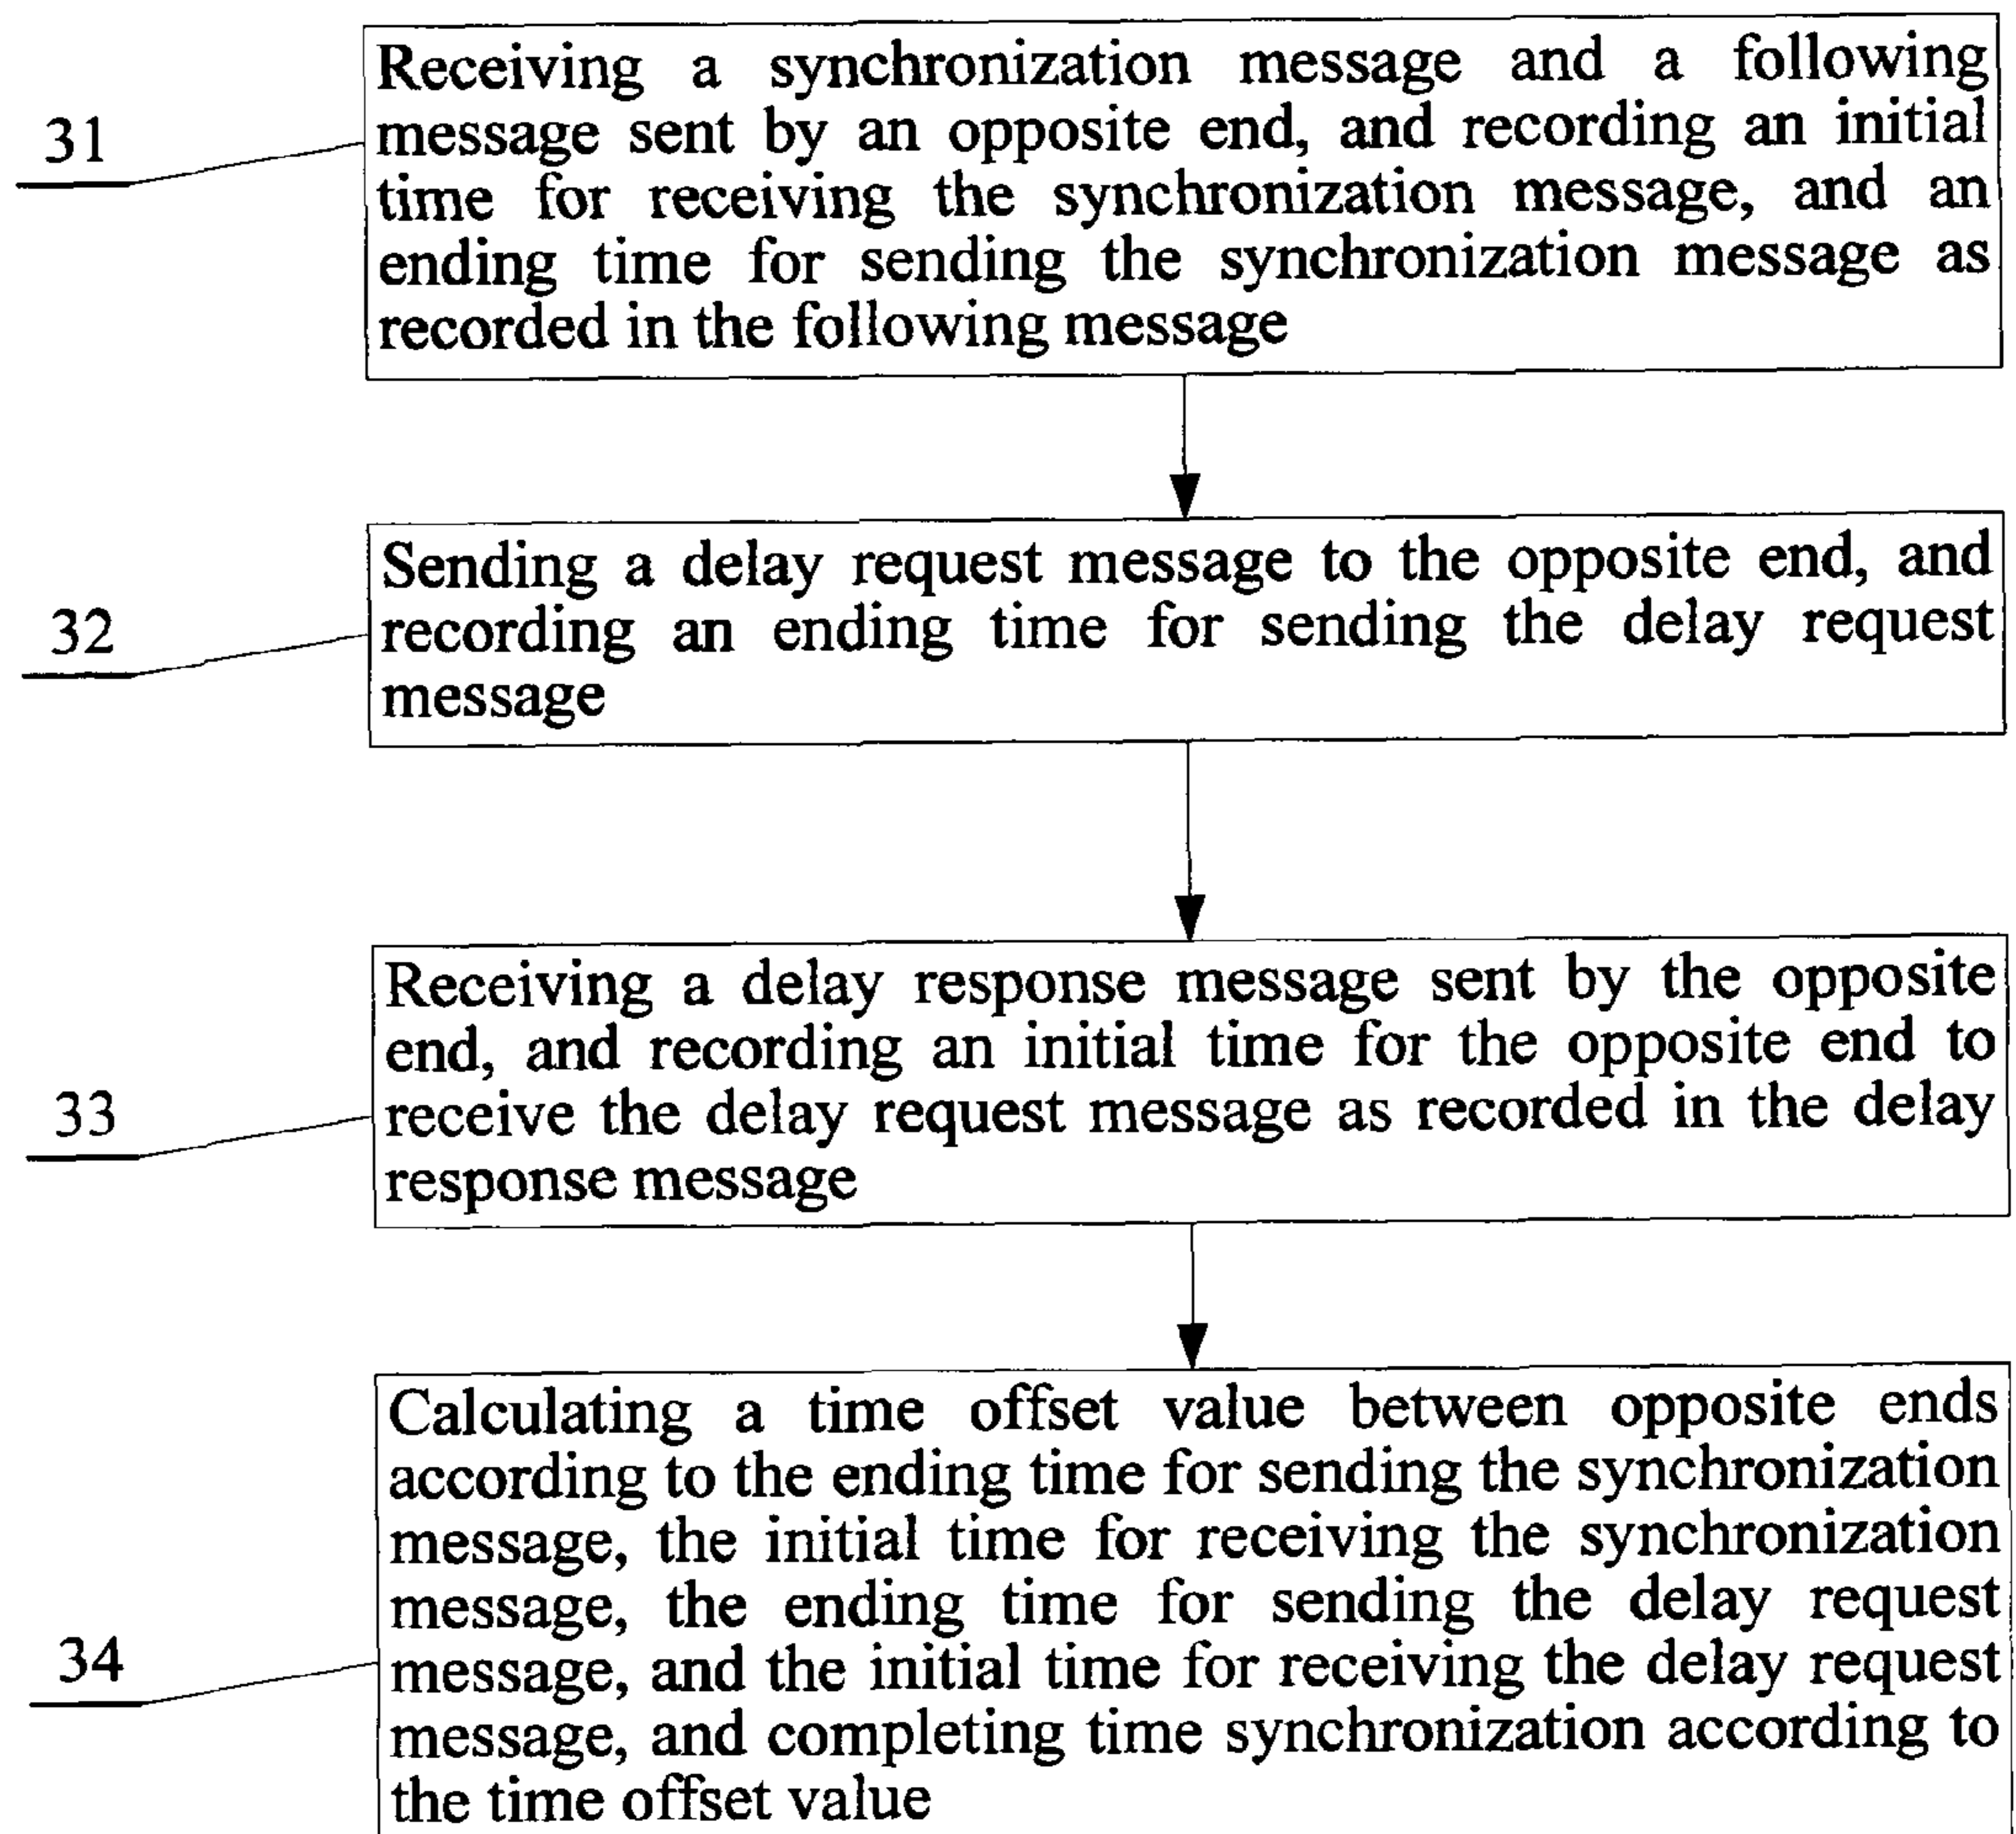 31
Receiving a synchronization message and a following
message sent by an opposite end, and recording an initial
time for receiving the synchronization message, and an
ending time for sending the synchronization message as
recorded in the following message
32
Sending a delay request message to the opposite end, and
recording an ending time for sending the delay request
message
33
Receiving a delay response message sent by the opposite
end, and recording an initial time for the opposite end to
receive the delay request message as recorded in the delay
response message
34
Calculating a time offset value between opposite ends
according to the ending time for sending the synchronization
message, the initial time for receiving the synchronization
message, the ending time for sending the delay request
message, and the initial time for receiving the delay request
message, and completing time synchronization according to
the time offset value